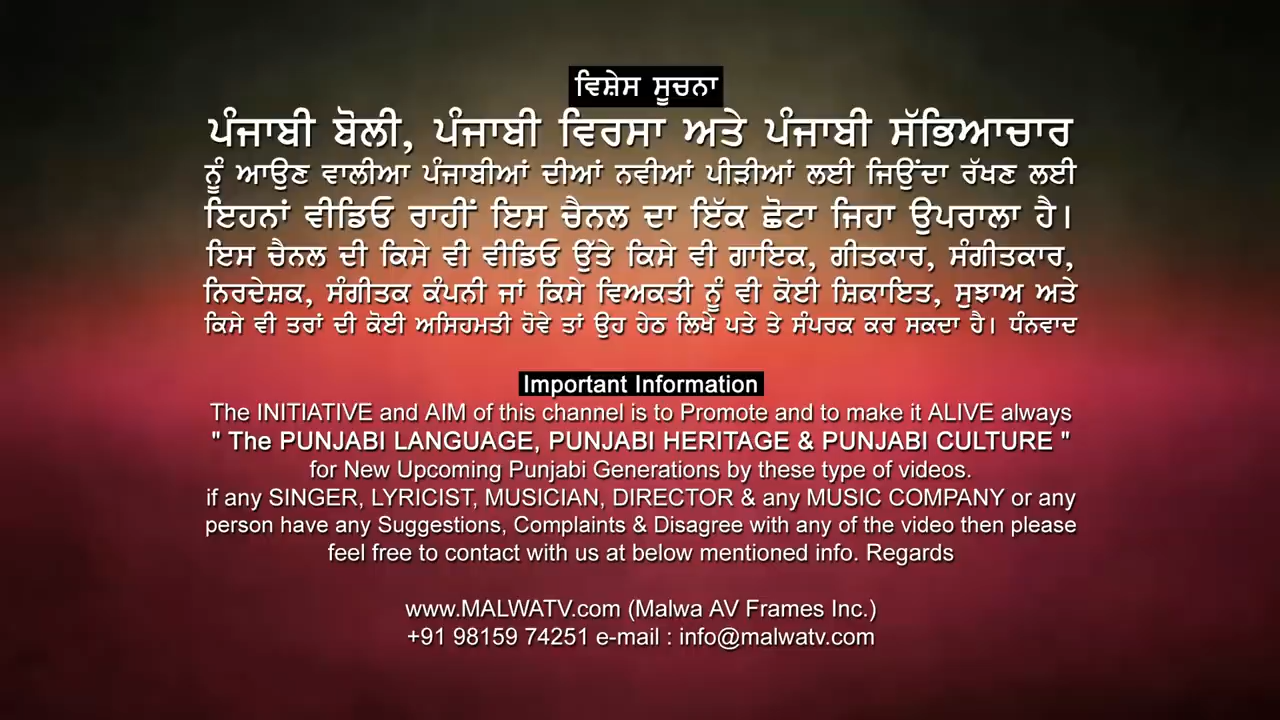 ਵਿਸ਼ੇਸ ਸੂਚਨਾ
ਪੰਜਾਬੀ ਬੋਲੀ, ਪੰਜਾਬੀ ਵਿਰਸਾ ਅਤੇ ਪੰਜਾਬੀ ਸੱਭਿਆਚਾਰ
ਨੂੰ ਆਉਣ ਵਾਲੀਆ ਪੰਜਾਬੀਆਂ ਦੀਆਂ ਨਵੀਆਂ ਪੀੜੀਆਂ ਲਈ ਜਿਉਂਦਾ ਰੱਖਣ ਲਈ
ਇਹਨਾਂ ਵੀਡਿਓ ਰਾਹੀਂ ਇਸ ਚੈਨਲ ਦਾ ਇੱਕ ਛੋਟਾ ਜਿਹਾ ਉਪਰਾਲਾ ਹੈ।
ਇਸ ਚੈਨਲ ਦੀ ਕਿਸੇ ਵੀ ਵੀਡਿਓ ਉੱਤੇ ਕਿਸੇ ਵੀ ਗਾਇਕ, ਗੀਤਕਾਰ, ਸੰਗੀਤਕਾਰ,
ਨਿਰਦੇਸ਼ਕ, ਸੰਗੀਤਕ ਕੰਪਨੀ ਜਾਂ ਕਿਸੇ ਵਿਅਕਤੀ ਨੂੰ ਵੀ ਕੋਈ ਸ਼ਿਕਾਇਤ, ਸੁਝਾਅ ਅਤੇ
ਕਿਸੇ ਵੀ ਤਰਾਂ ਦੀ ਕੋਈ ਅਸਿਹਮਤੀ ਹੋਵੇ ਤਾਂ ਉਹ ਹੇਠ ਲਿਖੇ ਪਤੇ ਤੇ ਸੰਪਰਕ ਕਰ ਸਕਦਾ ਹੈ। ਧੰਨਵਾਦ
Important Information
The INITIATIVE and AIM of this channel is to Promote and to make it ALIVE always
" The PUNJABI LANGUAGE, PUNJABI HERITAGE & PUNJABI CULTURE "
for New Upcoming Punjabi Generations by these type of videos.
if any SINGER, LYRICIST, MUSICIAN, DIRECTOR & any MUSIC COMPANY or any
person have any Suggestions, Complaints & Disagree with any of the video then please
feel free to contact with us at below mentioned info. Regards
www.MALWATV.com (Malwa AV Frames Inc.)
+91 98159 74251 e-mail : info@malwatv.com